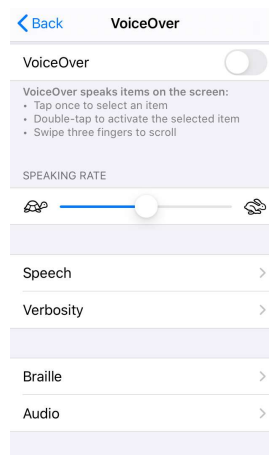 Back VoiceOver
VoiceOver
VoiceOver speaks items on the screen:
• Tap once to select an item
• Double-tap to activate the selected item
• Swipe three fingers to scroll
SPEAKING RATE
Speech
Verbosity
Braille
Audio